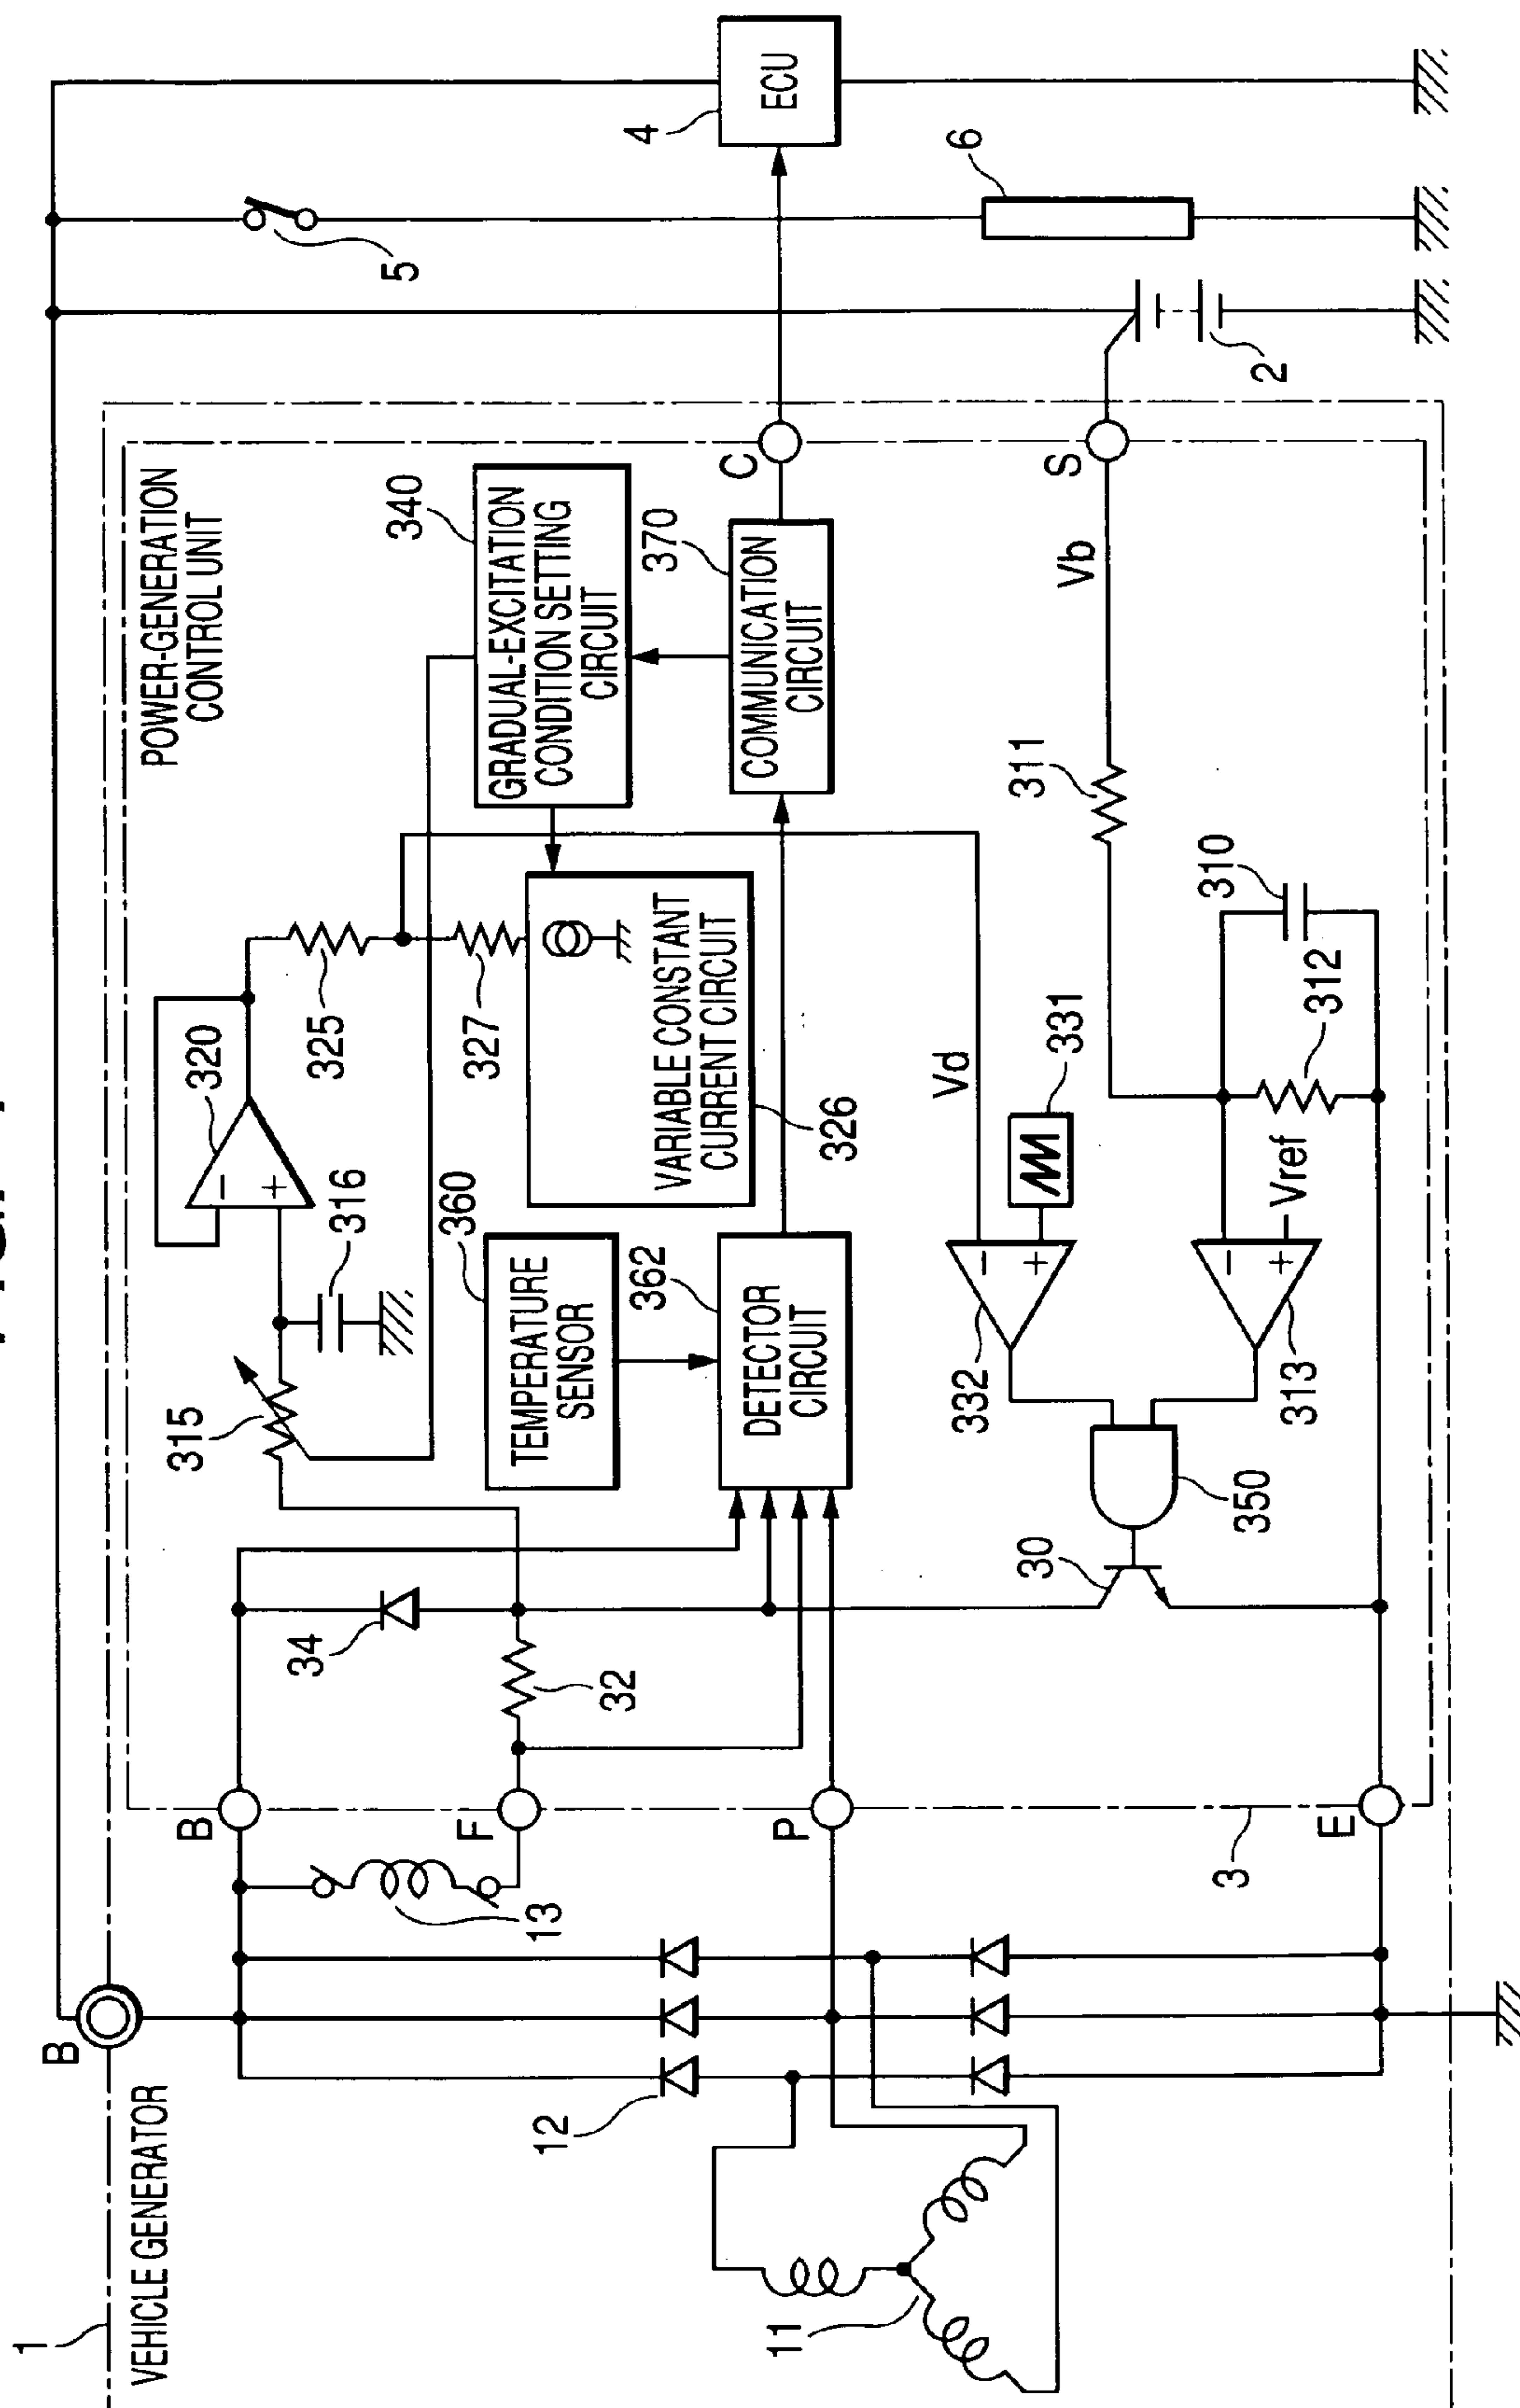 1
VEHICLE GENERATOR
B
11
12
13
B
F
P
E
3
POWER-GENERATION
CONTROL UNIT
34
32
315
316
320
325
327
360
TEMPERATURE
SENSOR
362
DETECTOR
CIRCUIT
VARIABLE CONSTANT
CURRENT CIRCUIT
326
340
GRADUAL-EXCITATION
CONDITION SETTING
CIRCUIT
370
COMMUNICATION
CIRCUIT
C
S
Vb
Vd
331
332
-
+
-
+
-
+
Vref
313
350
30
311
310
312
2
5
6
4
ECU